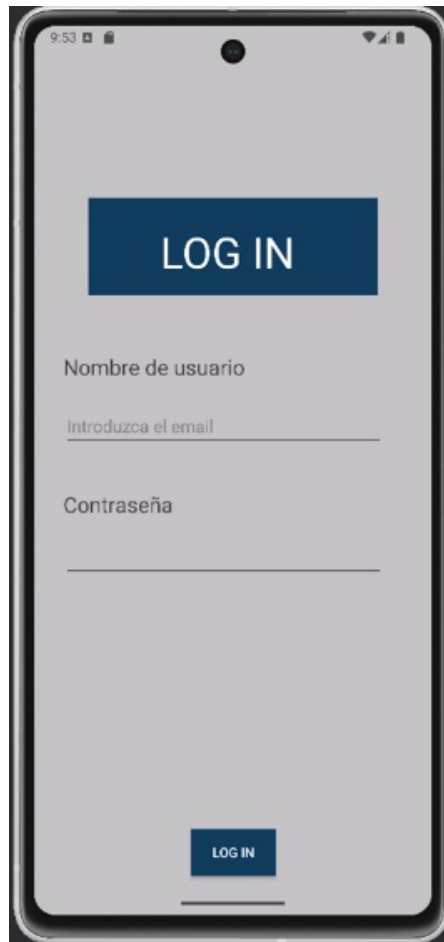 9:53
LOG IN
Nombre de usuario
Introduzca el email
Contraseña
LOG IN